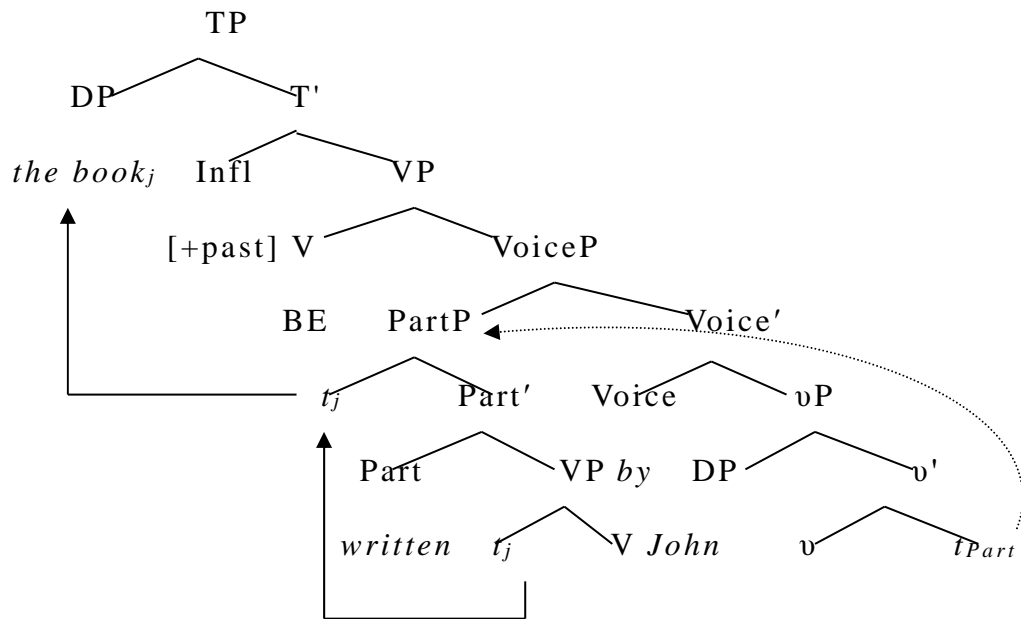 TP
DP T'
the bookj Infl VP
[+past] V VoiceP
BE PartP Voice′
tj Part′ Voice υP
Part VP by DP υ'
written tj V John υ tPart